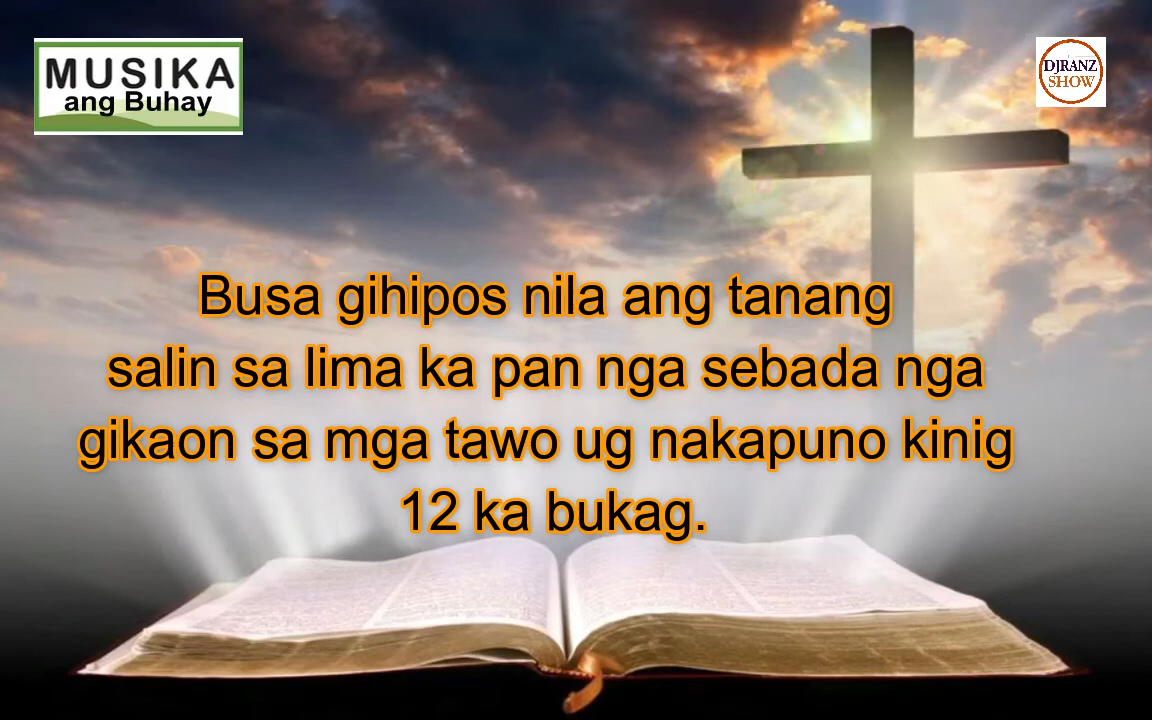 MUSIKA
ang Buhay
DJRANZ
SHOW
Busa gihipos nila ang tanang
salin sa lima ka pan nga sebada nga
gikaon sa mga tawo ug nakapuno kinig
12 ka bukag.